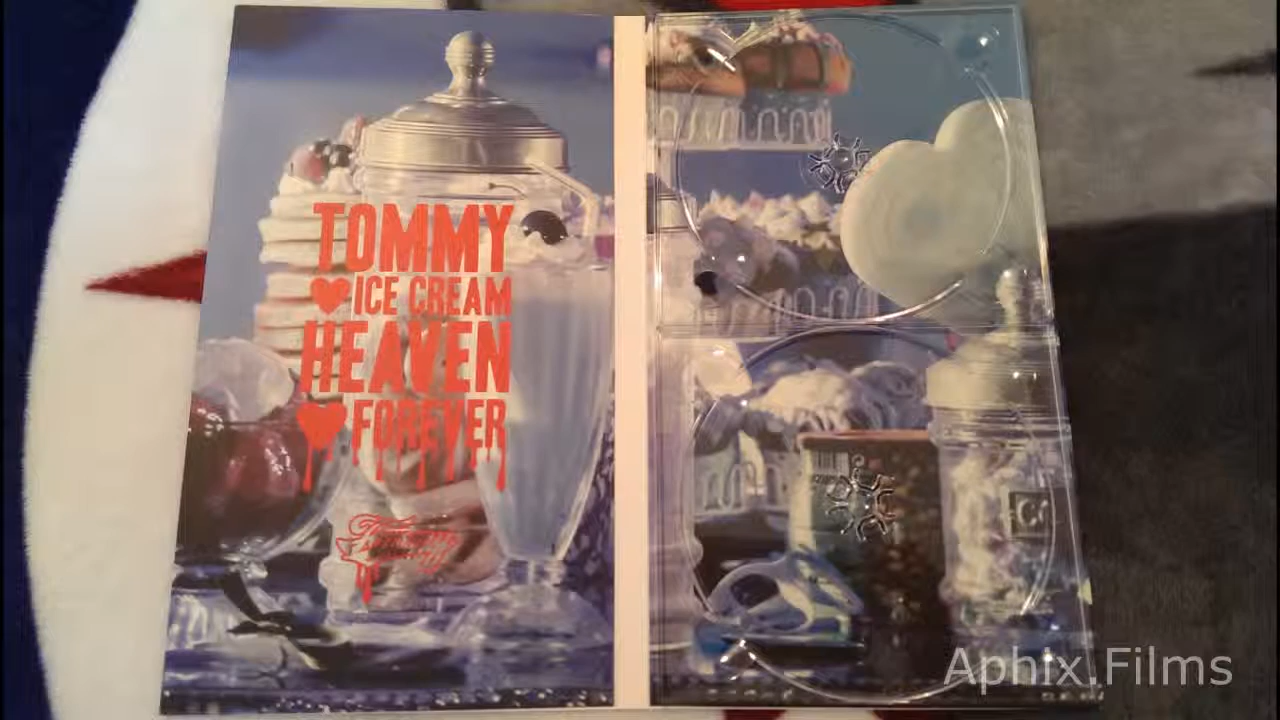 TOMMY
♥ ICE CREAM
HEAVEN
♥ FOREVER
Aphix.Films